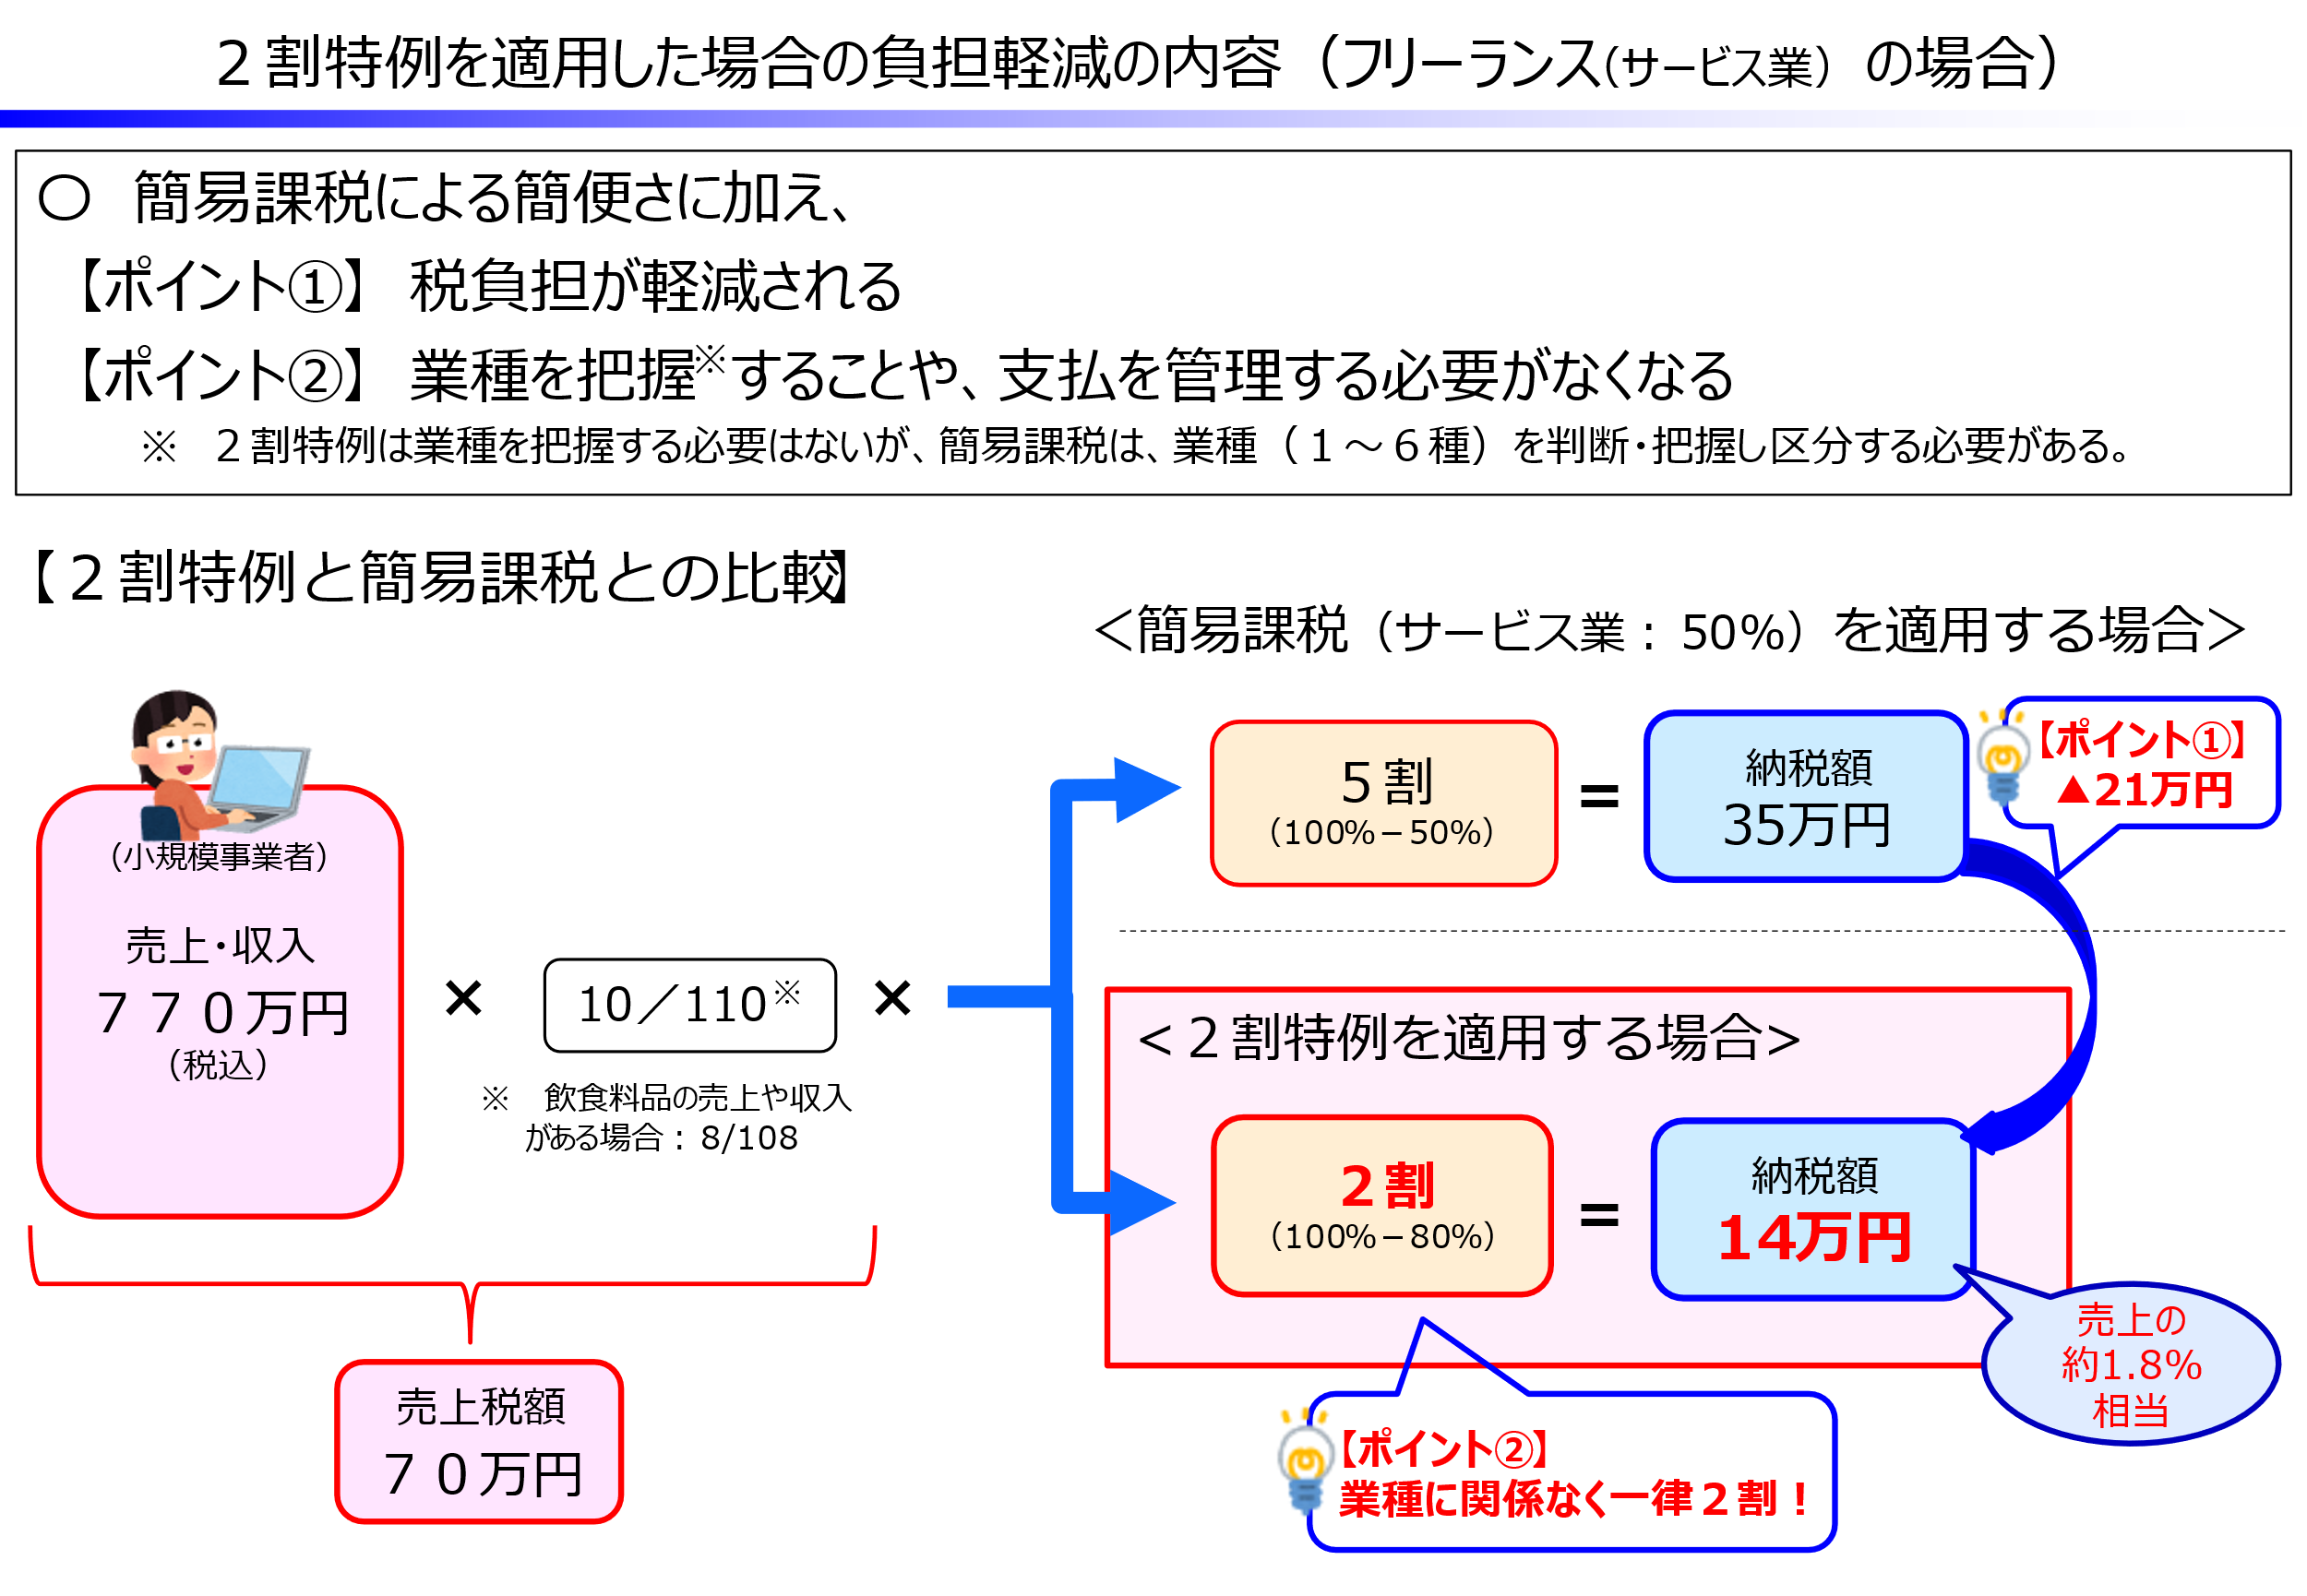 ２割特例を適用した場合の負担軽減の内容（フリーランス（サービス業）の場合）
○　簡易課税による簡便さに加え、
【ポイント①】 税負担が軽減される
【ポイント②】 業種を把握※することや、支払を管理する必要がなくなる
※　２割特例は業種を把握する必要はないが、簡易課税は、業種（１～６種）を判断・把握し区分する必要がある。
【２割特例と簡易課税との比較】
＜簡易課税（サービス業：50%）を適用する場合＞
（小規模事業者）
売上・収入
７７０万円
（税込）
×
10／110※
×
※　飲食料品の売上や収入
がある場合：8/108
売上税額
７０万円
５割
（100%－50%）
=
納税額
35万円
【ポイント①】
▲21万円
<２割特例を適用する場合>
２割
（100%－80%）
=
納税額
14万円
売上の
約1.8%
相当
【ポイント②】
業種に関係なく一律２割！